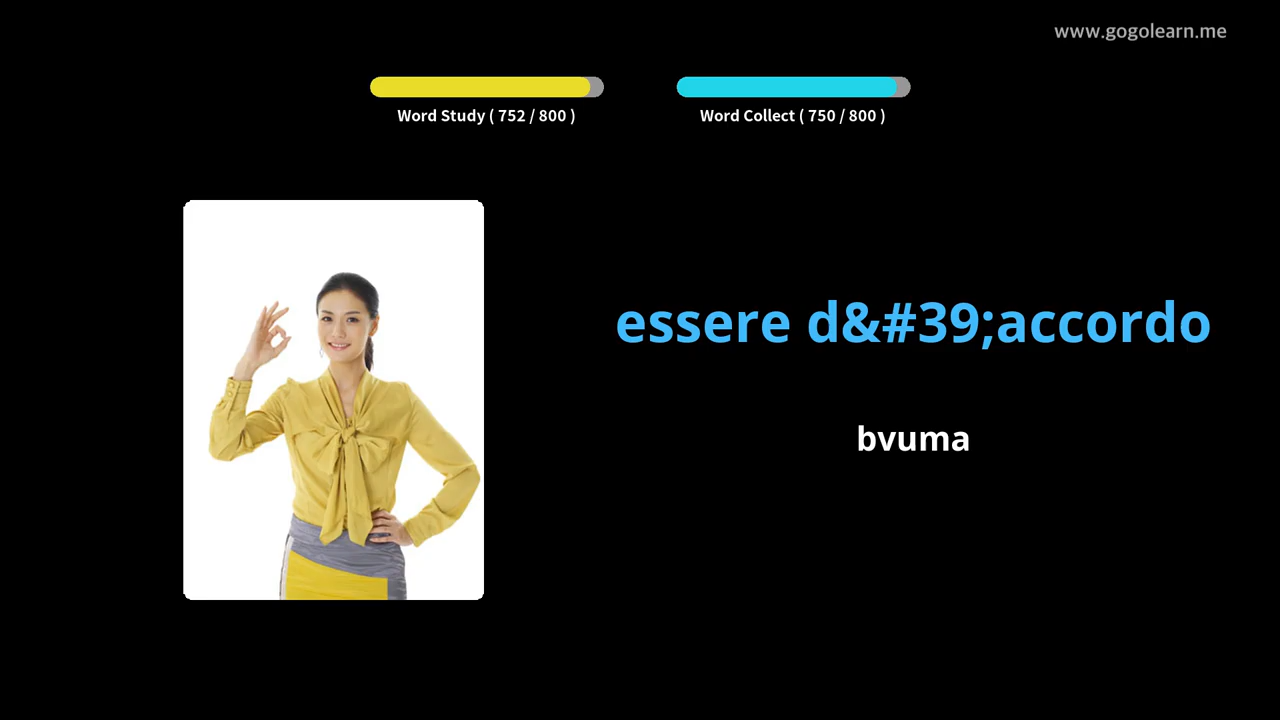 www.gogolearn.me
Word Study ( 752 / 800 )
Word Collect ( 750 / 800 )
essere d&#39;accordo
bvuma